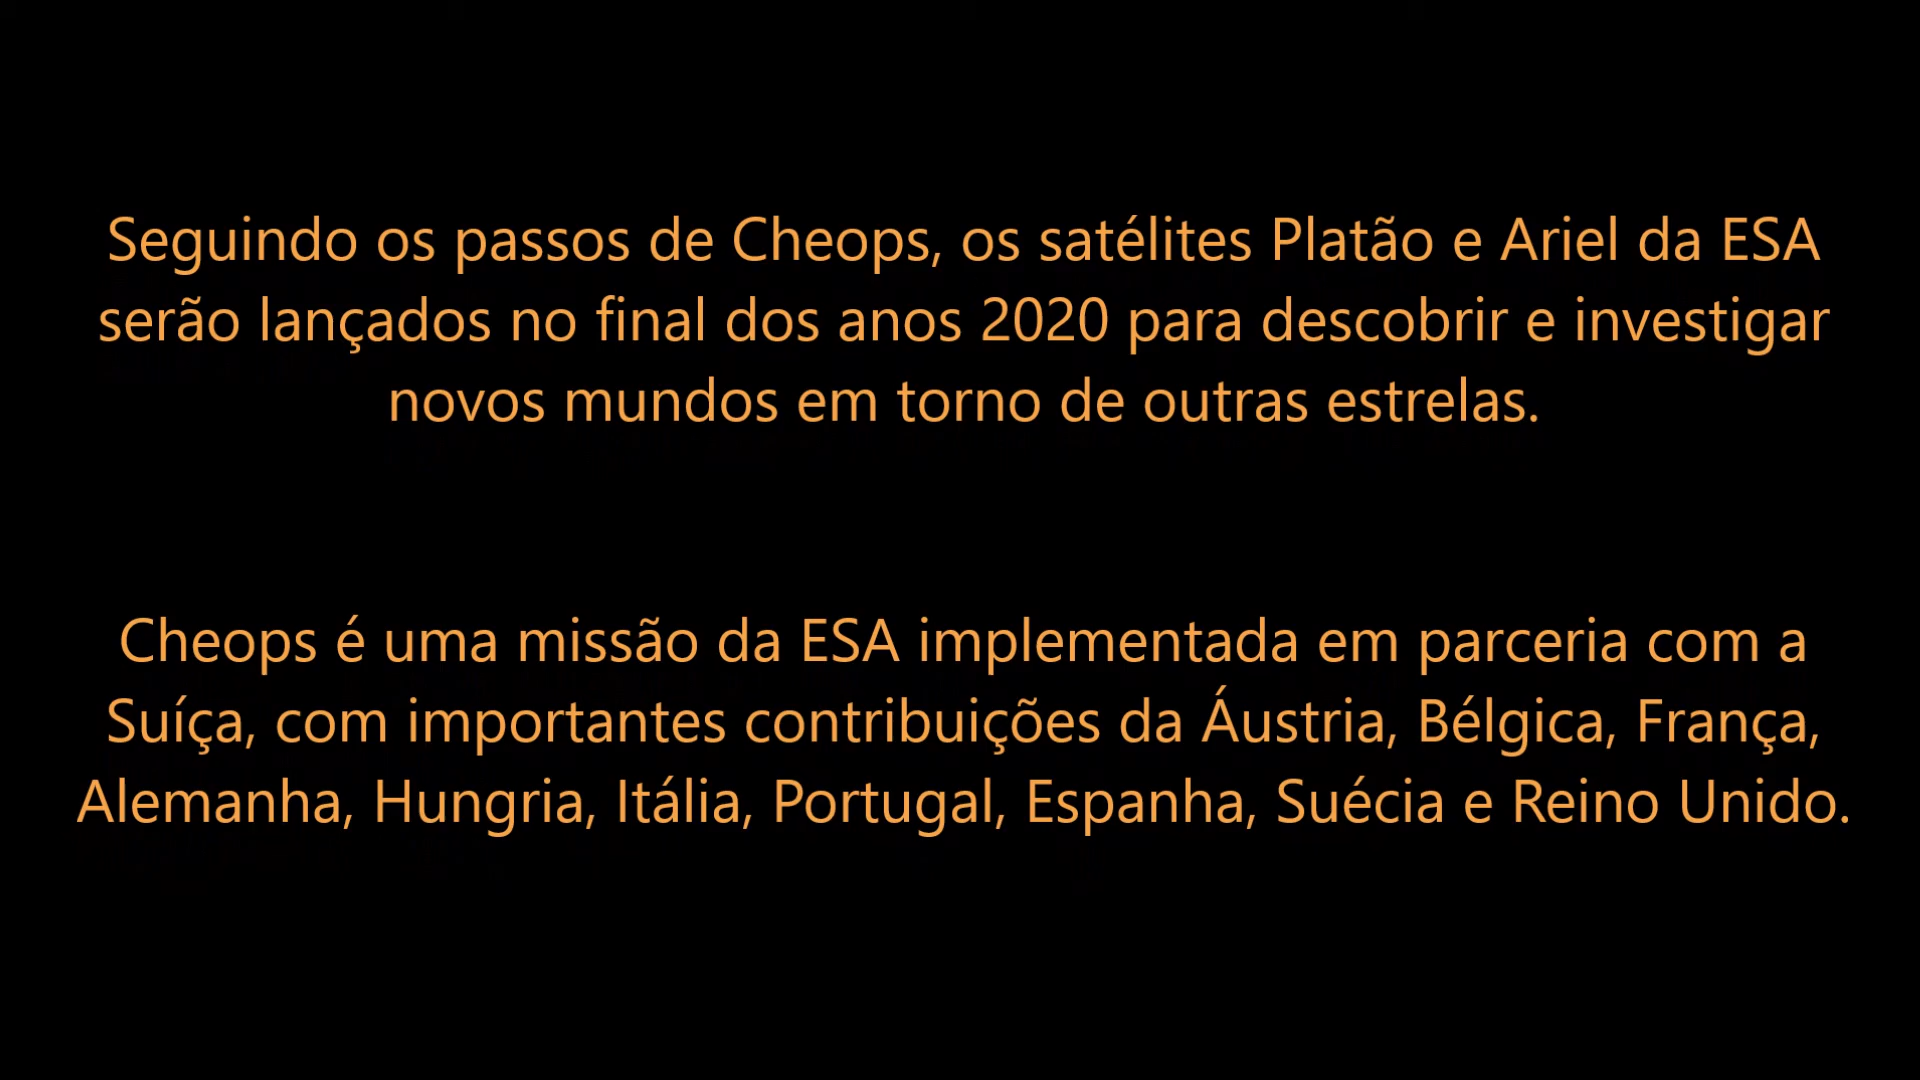 Seguindo os passos de Cheops, os satélites Platão e Ariel da ESA
serão lançados no final dos anos 2020 para descobrir e investigar
novos mundos em torno de outras estrelas.
Cheops é uma missão da ESA implementada em parceria com a
Suíça, com importantes contribuições da Áustria, Bélgica, França,
Alemanha, Hungria, Itália, Portugal, Espanha, Suécia e Reino Unido.